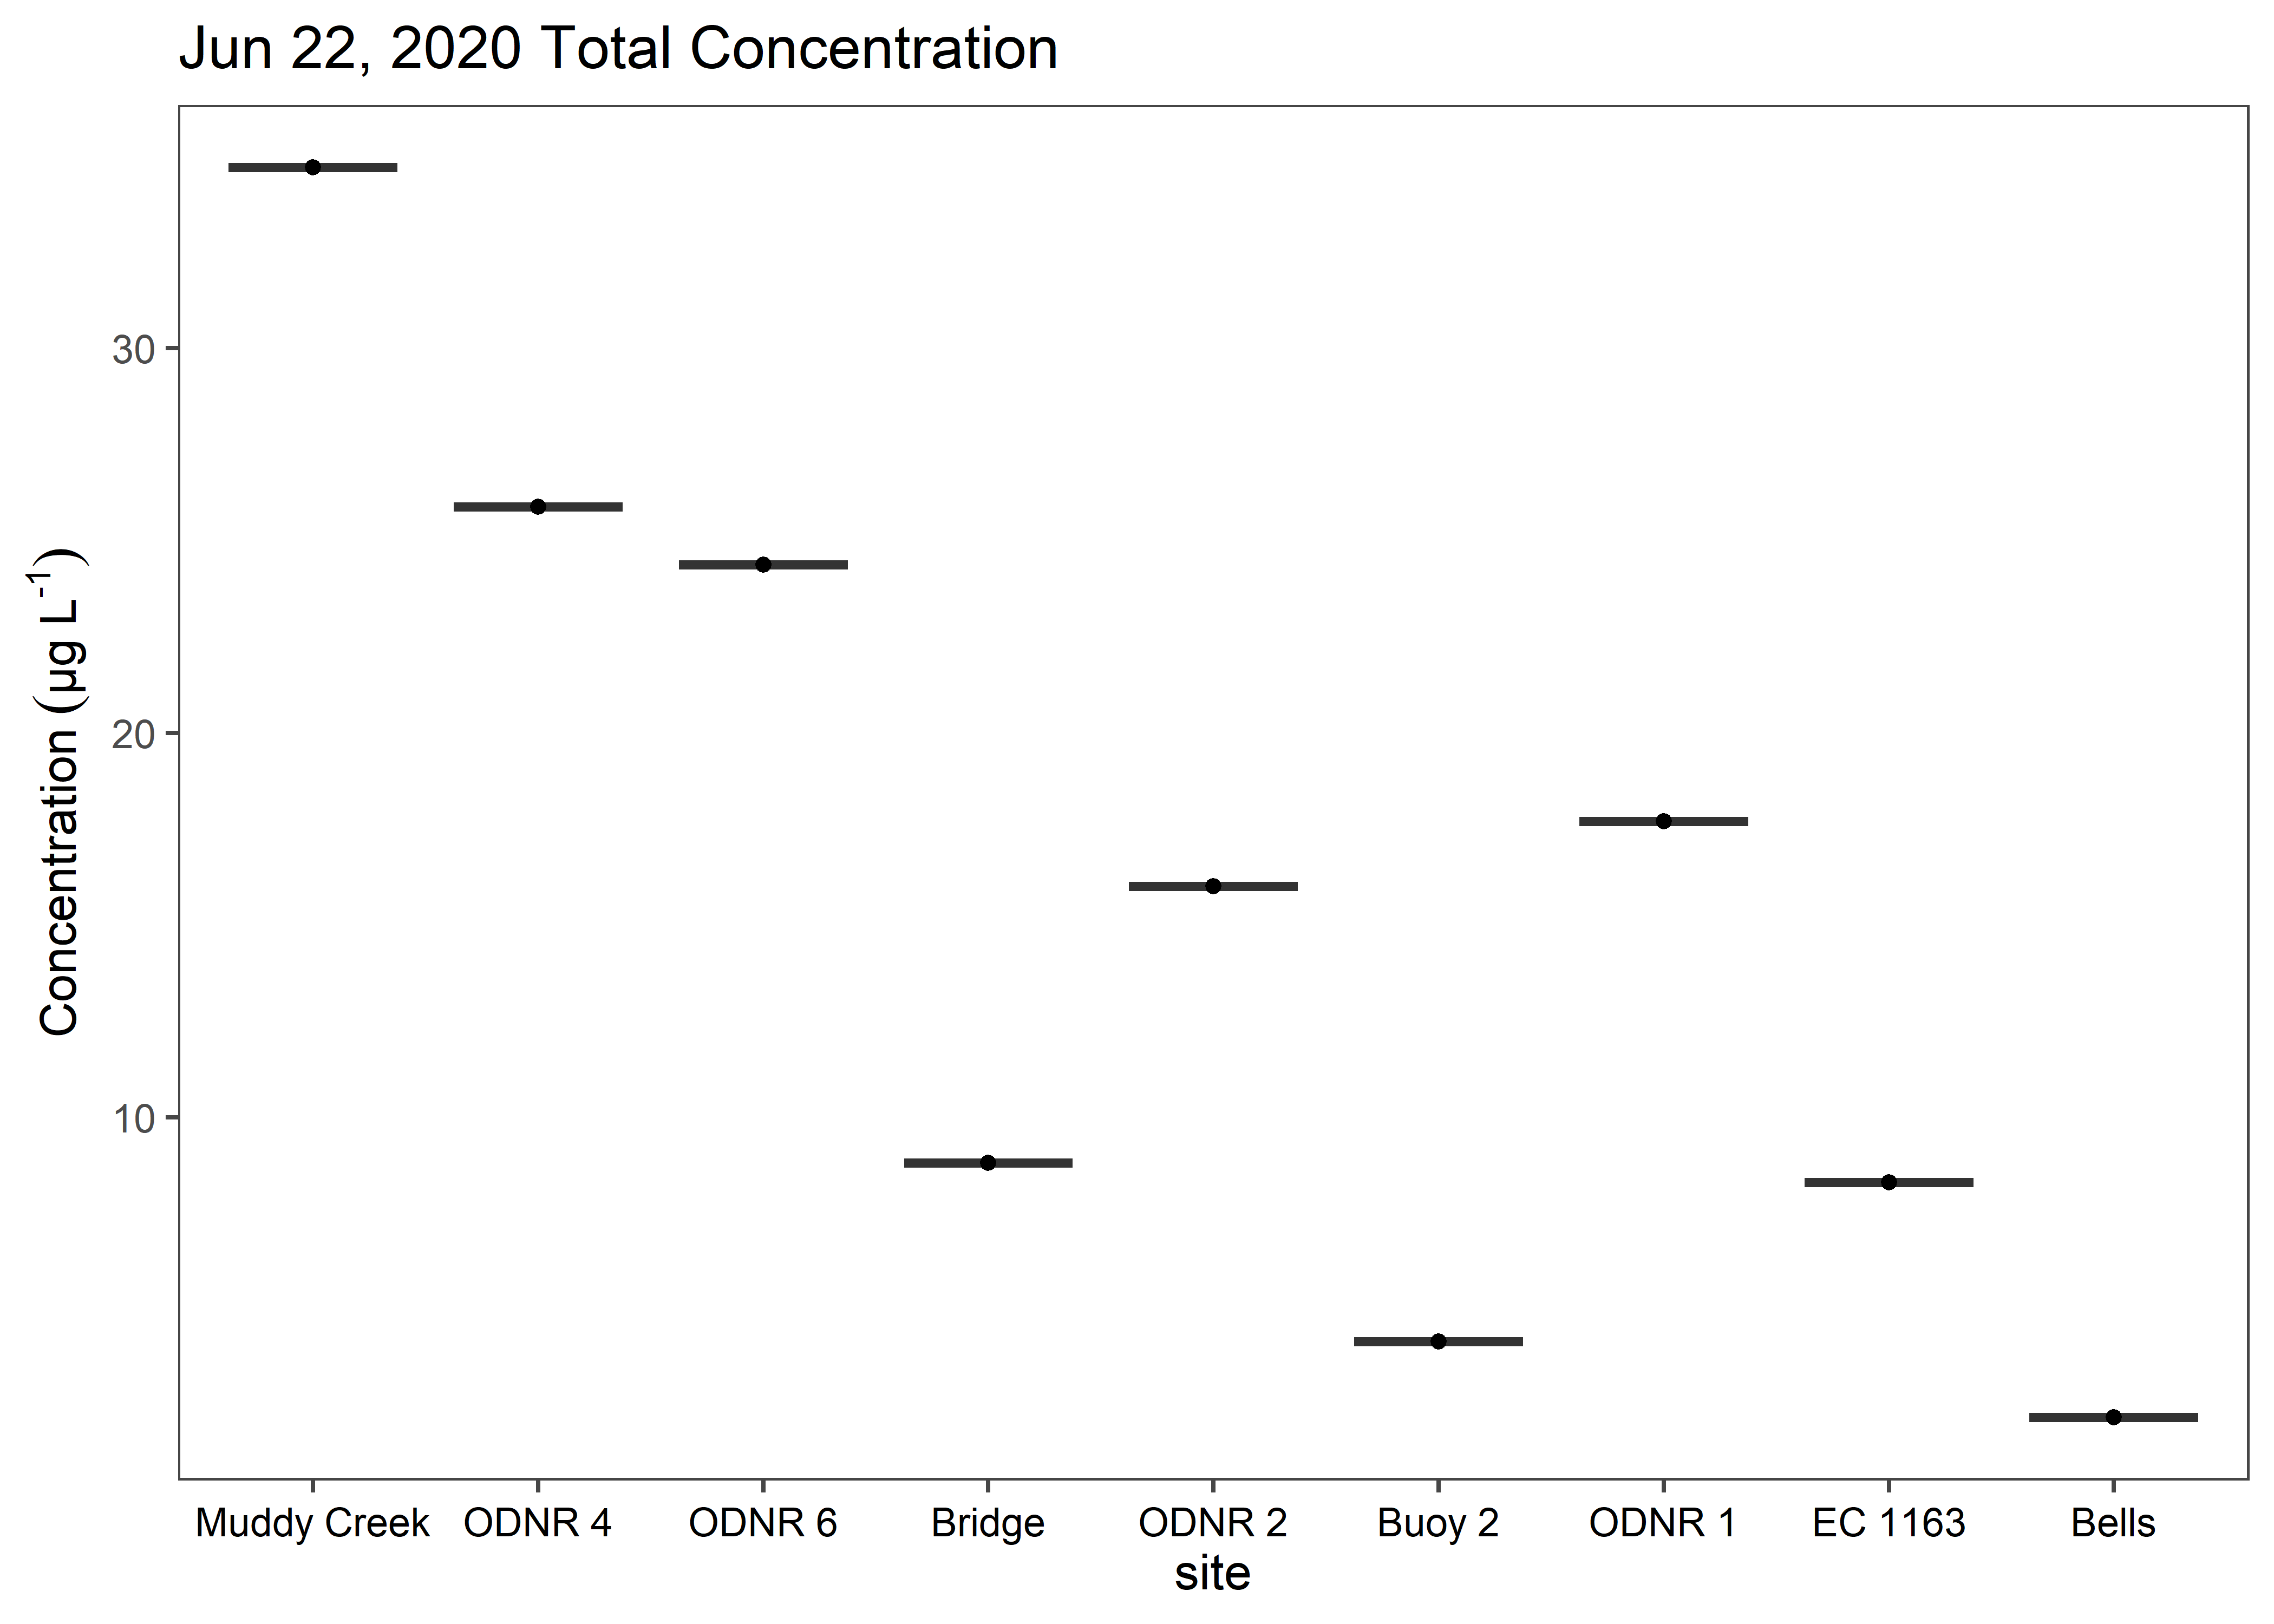 Jun 22, 2020 Total Concentration
Concentration (µg L⁻¹)
30
20
10
Muddy Creek ODNR 4 ODNR 6 Bridge ODNR 2 Buoy 2 ODNR 1 EC 1163 Bells
site